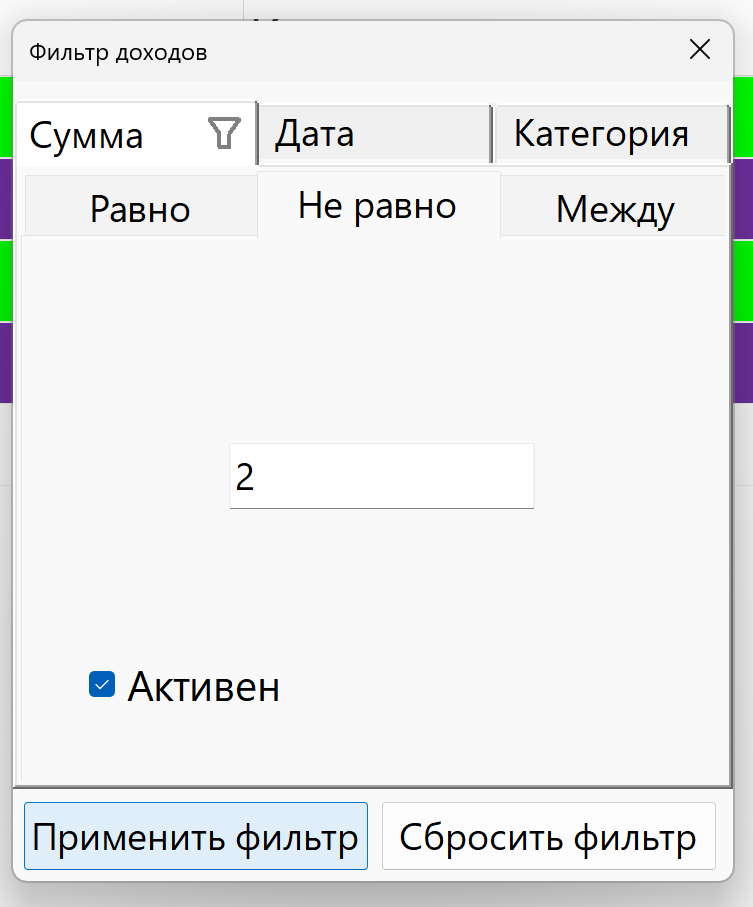 Фильтр доходов
Сумма Дата Категория
Равно Не равно Между
2
Активен
Применить фильтр Сбросить фильтр